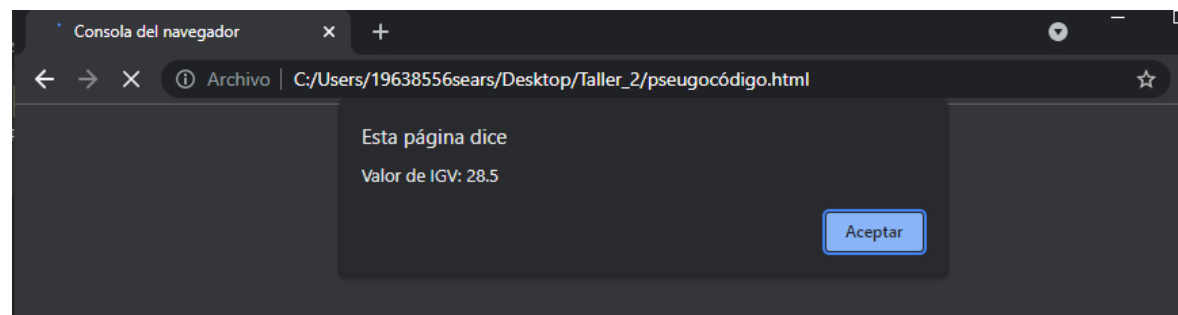 Consola del navegador
Archivo C:/Users/19638556sears/Desktop/Taller_2/pseugocódigo.html
Esta página dice
Valor de IGV: 28.5
Aceptar